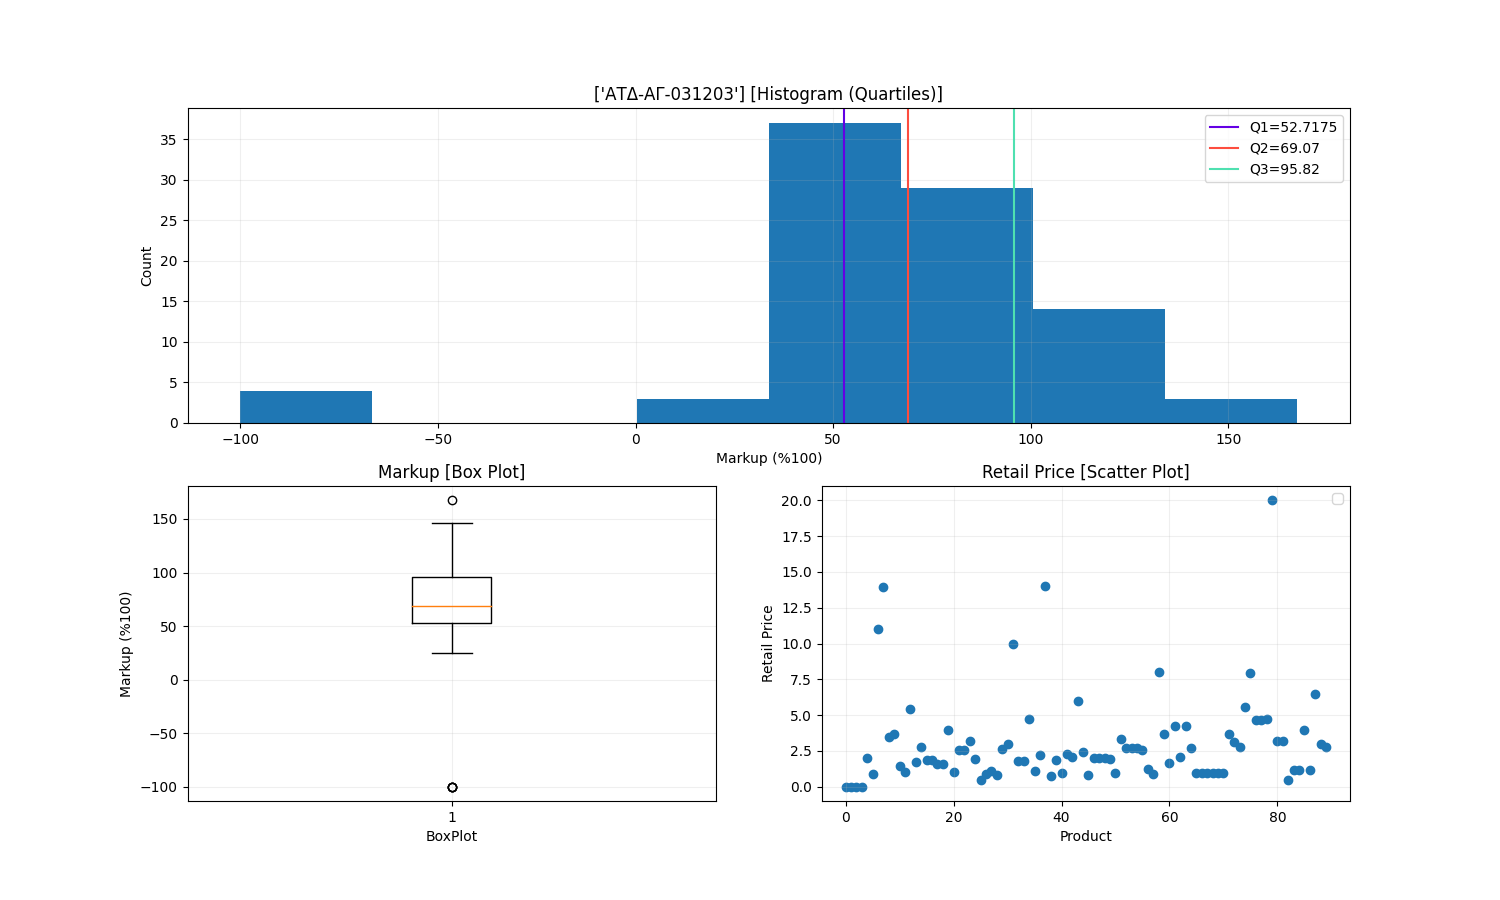 ['ΑΤΔ-ΑΓ-031203'] [Histogram (Quartiles)]
Q1=52.7175
Q2=69.07
Q3=95.82
Count
35
30
25
20
15
10
5
0
−100 −50 0 50 100 150
Markup (%100)
Markup [Box Plot]
Markup (%100)
150
100
50
0
−50
−100
1
BoxPlot
Retail Price [Scatter Plot]
Retail Price
20.0
17.5
15.0
12.5
10.0
7.5
5.0
2.5
0.0
0 20 40 60 80
Product